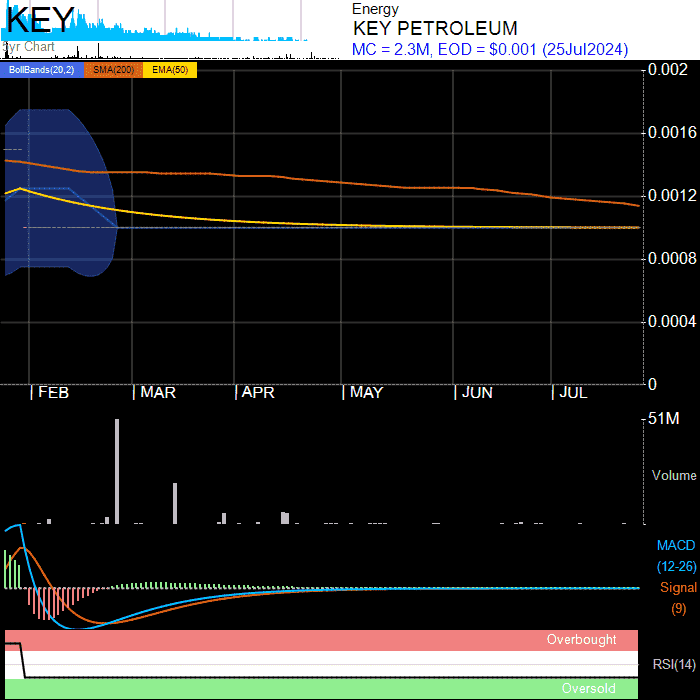 KEY
5yr Chart
Energy
KEY PETROLEUM
MC = 2.3M, EOD = $0.001 (25Jul2024)
BollBands(20,2) SMA(200) EMA(50)
0.002
0.0016
0.0012
0.0008
0.0004
0
FEB MAR APR MAY JUN JUL
51M
Volume
MACD
(12-26)
Signal
(9)
Overbought
RSI(14)
Oversold